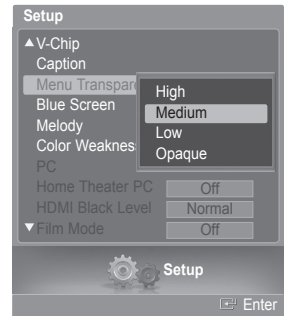 Setup
▲V-Chip
Caption
Menu Transpare
Blue Screen
Melody
Color Weakness
PC
Home Theater PC Off
HDMI Black Level Normal
▼Film Mode Off
High
Medium
Low
Opaque
Setup
Enter